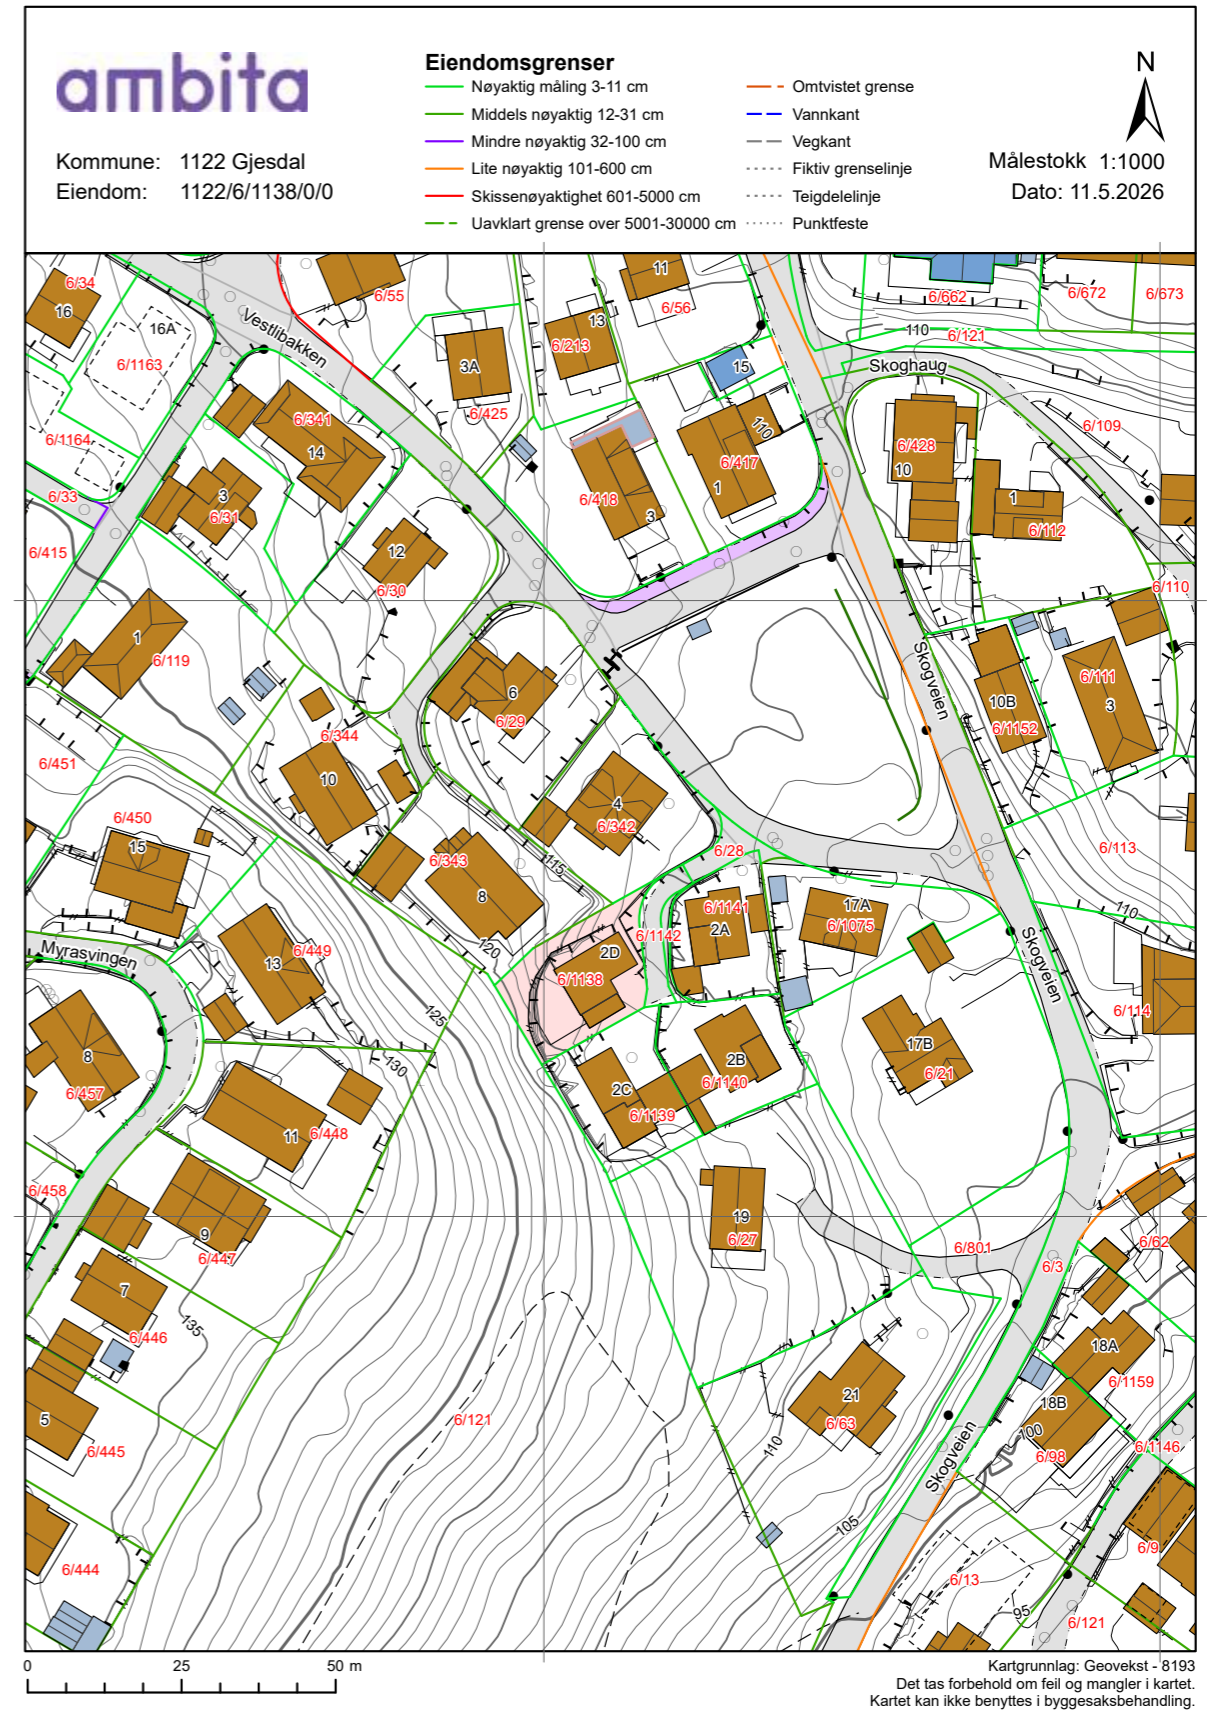 ambita
Kommune: 1122 Gjesdal
Eiendom: 1122/6/1138/0/0
Eiendomsgrenser
Nøyaktig måling 3-11 cm
Middels nøyaktig 12-31 cm
Mindre nøyaktig 32-100 cm
Lite nøyaktig 101-600 cm
Skissenøyaktighet 601-5000 cm
Uavklart grense over 5001-30000 cm
Omtvistet grense
Vannkant
Vegkant
Fiktiv grenselinje
Teigdelelinje
Punktfeste
N
Målestokk 1:1000
Dato: 11.5.2026
6/34
16
16A
6/1163
Vestlibakken
6/55
11
6/56
13
6/213
3A
6/425
15
6/662
6/672
6/673
110
6/121
Skoghaug
6/109
6/341
14
6/1164
6/33
6/415
3
6/31
12
6/30
6/418
3
6/417
1
110
6/428
10
1
6/112
6/110
1
6/119
6/451
6
6/29
6/344
10
Skogveien
10B
6/1152
6/111
3
6/450
15
4
6/342
6/343
8
115
6/28
6/113
110
6/1141
2A
6/1142
17A
6/1075
2D
6/1138
120
Myrasvingen
13
6/449
125
130
Skogveien
6/114
8
6/457
11
6/448
2C
6/1139
2B
6/1140
17B
6/21
6/458
9
6/447
19
6/27
6/801
6/3
6/62
7
6/446
135
5
6/445
6/121
21
6/63
110
18A
6/1159
18B
100
6/98
6/1146
Skogveien
105
6/444
6/9
6/13
95
6/121
0 25 50 m
Kartgrunnlag: Geovekst - 8193
Det tas forbehold om feil og mangler i kartet.
Kartet kan ikke benyttes i byggesaksbehandling.